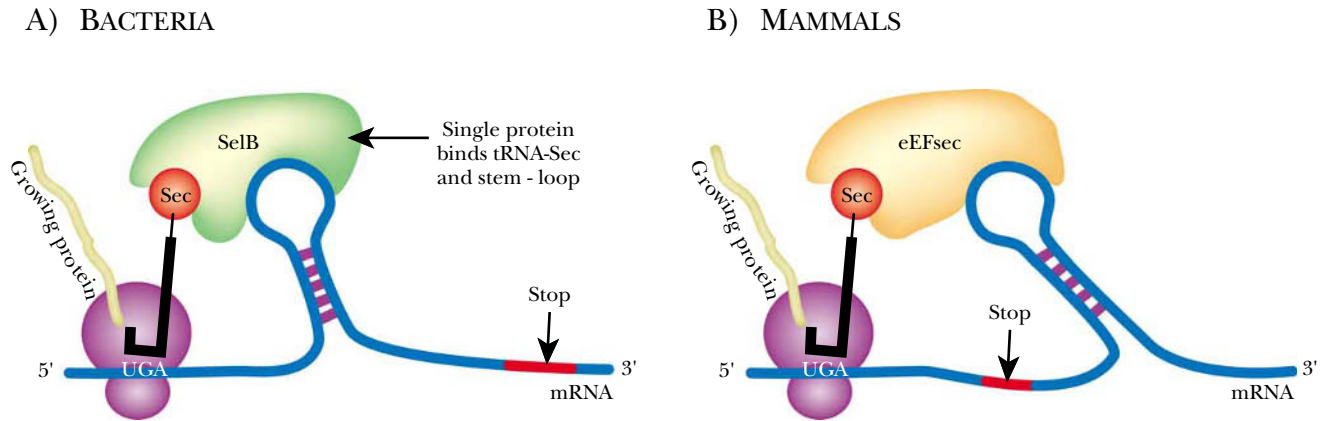 A) BACTERIA
SelB
Single protein
binds tRNA-Sec
and stem - loop
Sec
Growing protein
Stop
UGA
5'
3'
mRNA
B) MAMMALS
eEFsec
Sec
Growing protein
Stop
UGA
5'
3'
mRNA